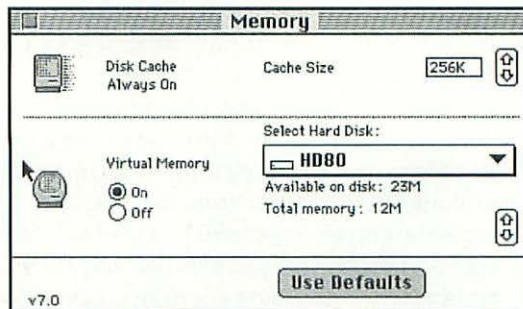 Memory
Disk Cache
Always On
Cache Size
256K
Select Hard Disk:
HD80
Virtual Memory
On
Off
Available on disk: 23M
Total memory: 12M
Use Defaults
v7.0